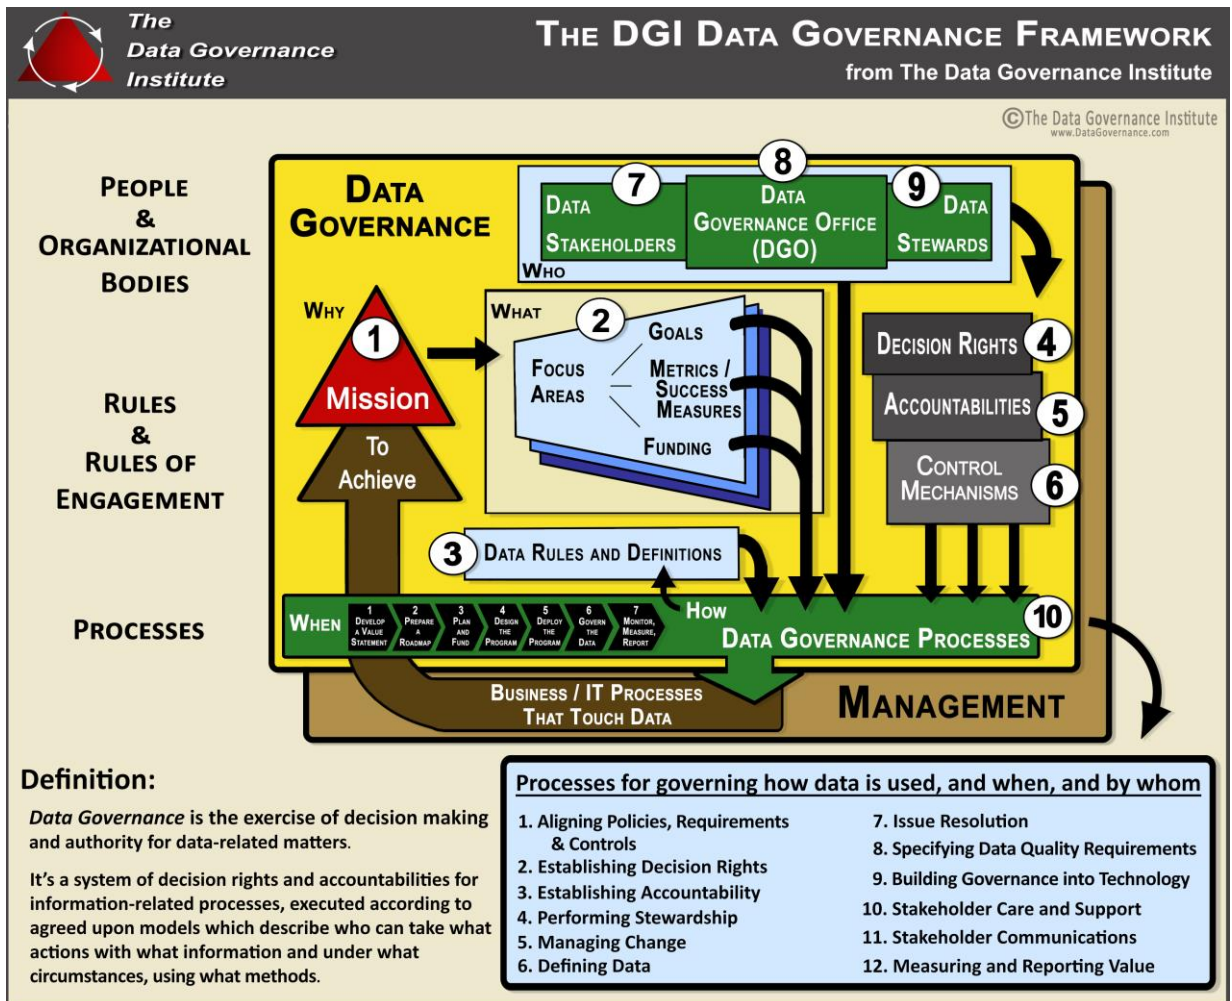 The
Data Governance
Institute
THE DGI DATA GOVERNANCE FRAMEWORK
from The Data Governance Institute
©The Data Governance Institute
www.DataGovernance.com
PEOPLE
&
ORGANIZATIONAL
BODIES
RULES
&
RULES OF
ENGAGEMENT
PROCESSES
DATA
GOVERNANCE
7
DATA
STAKEHOLDERS
8
DATA
GOVERNANCE OFFICE
(DGO)
9
DATA
STEWARDS
WHO
WHY
1
Mission
To
Achieve
WHAT
2
FOCUS
AREAS
GOALS
METRICS /
SUCCESS
MEASURES
FUNDING
DECISION RIGHTS
4
ACCOUNTABILITIES
5
CONTROL
MECHANISMS
6
3
DATA RULES AND DEFINITIONS
WHEN
1
DEVELOP
A VALUE
STATEMENT
2
PREPARE
A
ROADMAP
3
PLAN
AND
FUND
4
DESIGN
THE
PROGRAM
5
DEPLOY
THE
PROGRAM
6
GOVERN
THE
DATA
7
MONITOR,
MEASURE,
REPORT
HOW
DATA GOVERNANCE PROCESSES
10
BUSINESS / IT PROCESSES
THAT TOUCH DATA
MANAGEMENT
Definition:
Data Governance is the exercise of decision making
and authority for data-related matters.
It's a system of decision rights and accountabilities for
information-related processes, executed according to
agreed upon models which describe who can take what
actions with what information and under what
circumstances, using what methods.
Processes for governing how data is used, and when, and by whom
1. Aligning Policies, Requirements
& Controls
2. Establishing Decision Rights
3. Establishing Accountability
4. Performing Stewardship
5. Managing Change
6. Defining Data
7. Issue Resolution
8. Specifying Data Quality Requirements
9. Building Governance into Technology
10. Stakeholder Care and Support
11. Stakeholder Communications
12. Measuring and Reporting Value